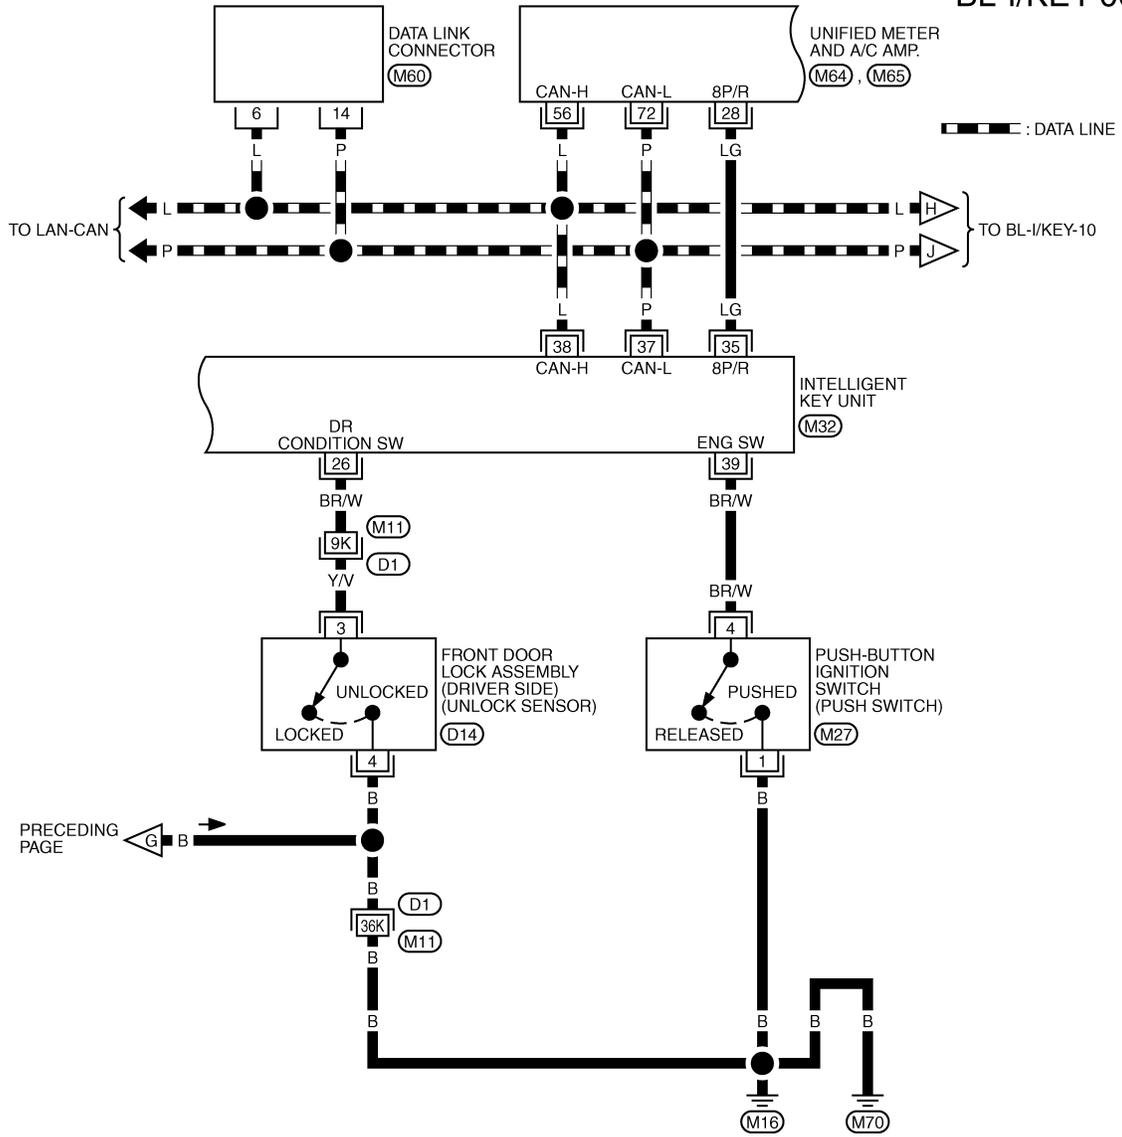 DATA LINK
CONNECTOR
M60
UNIFIED METER
AND A/C AMP.
M64 , M65
CAN-H CAN-L 8P/R
6 14 56 72 28
: DATA LINE
L P L P LG
TO LAN-CAN
L L H
P P J
TO BL-I/KEY-10
L P LG
38 37 35
CAN-H CAN-L 8P/R
INTELLIGENT
KEY UNIT
M32
DR
CONDITION SW
ENG SW
26 39
BR/W BR/W
M11
9K
D1
Y/V
BR/W
3 4
FRONT DOOR
LOCK ASSEMBLY
(DRIVER SIDE)
(UNLOCK SENSOR)
D14
UNLOCKED
LOCKED
PUSH-BUTTON
IGNITION
SWITCH
(PUSH SWITCH)
M27
PUSHED
RELEASED
4 1
B B
PRECEDING
PAGE
G B
B
D1
36K
M11
B
B B B B
M16 M70